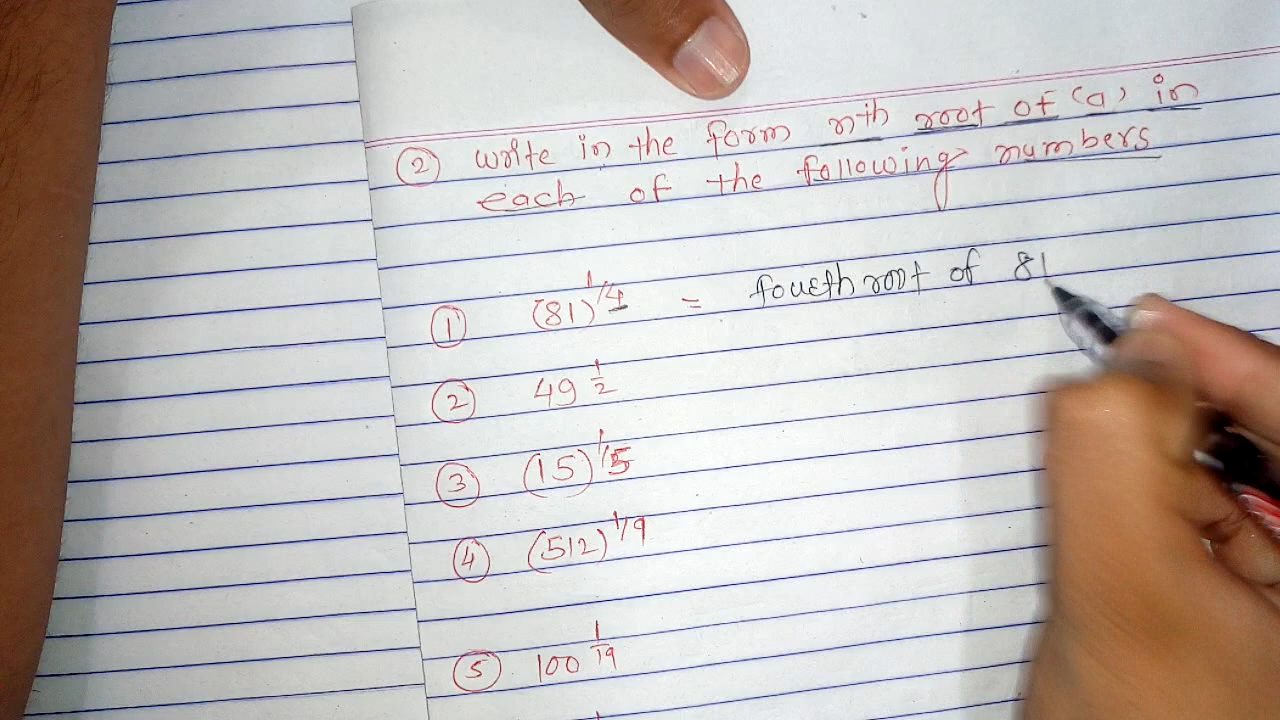 ② write in the form nth root of 'a' in
each of the following numbers
① (81)^1/4 = fourth root of 81
② 49^1/2
③ (15)^1/5
④ (512)^1/9
⑤ 100^1/19